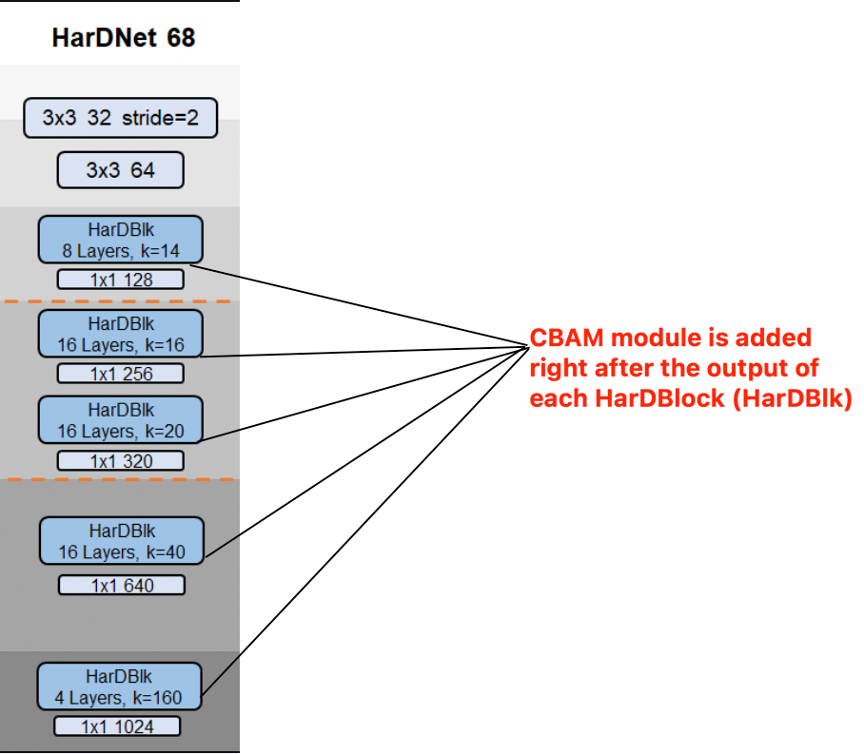 HarDNet 68
3x3 32 stride=2
3x3 64
HarDBlk
8 Layers, k=14
1x1 128
HarDBlk
16 Layers, k=16
1x1 256
HarDBlk
16 Layers, k=20
1x1 320
HarDBlk
16 Layers, k=40
1x1 640
HarDBlk
4 Layers, k=160
1x1 1024
CBAM module is added
right after the output of
each HarDBlock (HarDBlk)